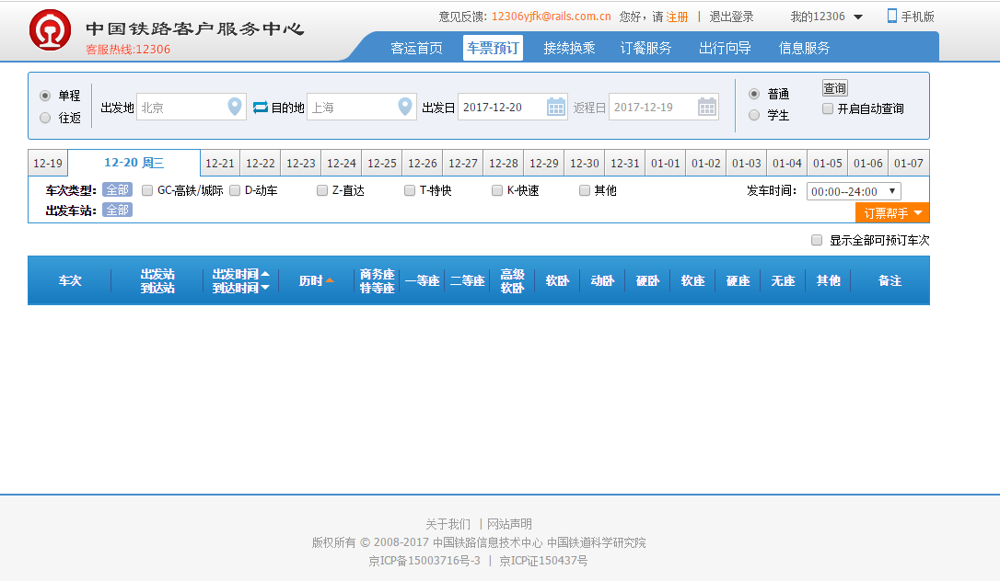 意见反馈: 12306yjfk@rails.com.cn 您好，请 注册 | 退出登录 我的12306 手机版
中国铁路客户服务中心
客服热线:12306
客运首页 车票预订 接续换乘 订餐服务 出行向导 信息服务
单程
往返
出发地 北京 目的地 上海 出发日 2017-12-20 返程日 2017-12-19
普通
学生
查询
开启自动查询
12-19 12-20 周三 12-21 12-22 12-23 12-24 12-25 12-26 12-27 12-28 12-29 12-30 12-31 01-01 01-02 01-03 01-04 01-05 01-06 01-07
车次类型： 全部 GC-高铁/城际 D-动车 Z-直达 T-特快 K-快速 其他 发车时间： 00:00--24:00
出发车站： 全部
订票帮手
显示全部可预订车次
车次 出发站 到达站 出发时间 到达时间 历时 商务座 特等座 一等座 二等座 高级 软卧 软卧 动卧 硬卧 软座 硬座 无座 其他 备注
关于我们 | 网站声明
版权所有 © 2008-2017 中国铁路信息技术中心 中国铁道科学研究院
京ICP备15003716号-3 | 京ICP证150437号